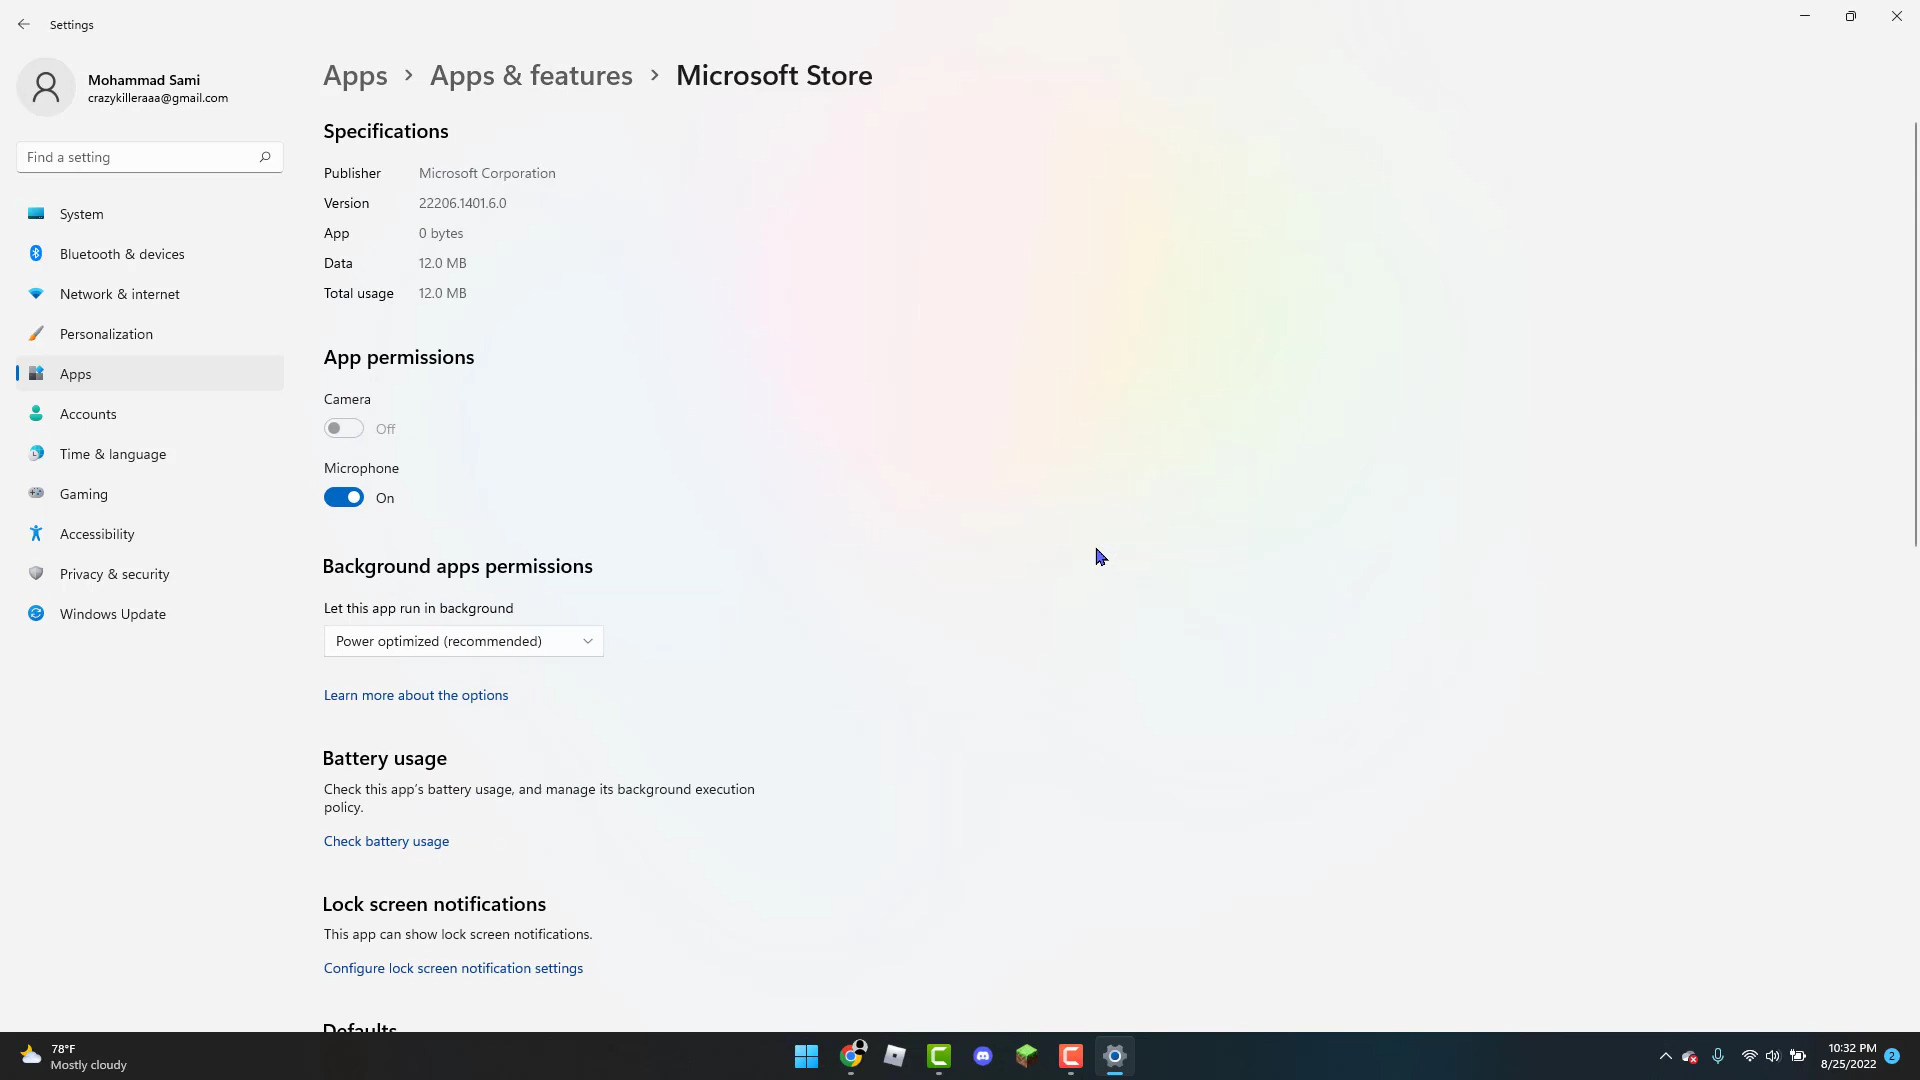 Settings
Mohammad Sami
crazykilleraaa@gmail.com
Find a setting
System
Bluetooth & devices
Network & internet
Personalization
Apps
Accounts
Time & language
Gaming
Accessibility
Privacy & security
Windows Update
Apps > Apps & features > Microsoft Store
Specifications
Publisher Microsoft Corporation
Version 22206.1401.6.0
App 0 bytes
Data 12.0 MB
Total usage 12.0 MB
App permissions
Camera
Off
Microphone
On
Background apps permissions
Let this app run in background
Power optimized (recommended)
Learn more about the options
Battery usage
Check this app's battery usage, and manage its background execution
policy.
Check battery usage
Lock screen notifications
This app can show lock screen notifications.
Configure lock screen notification settings
Defaults
78°F
Mostly cloudy
10:32 PM
8/25/2022
2